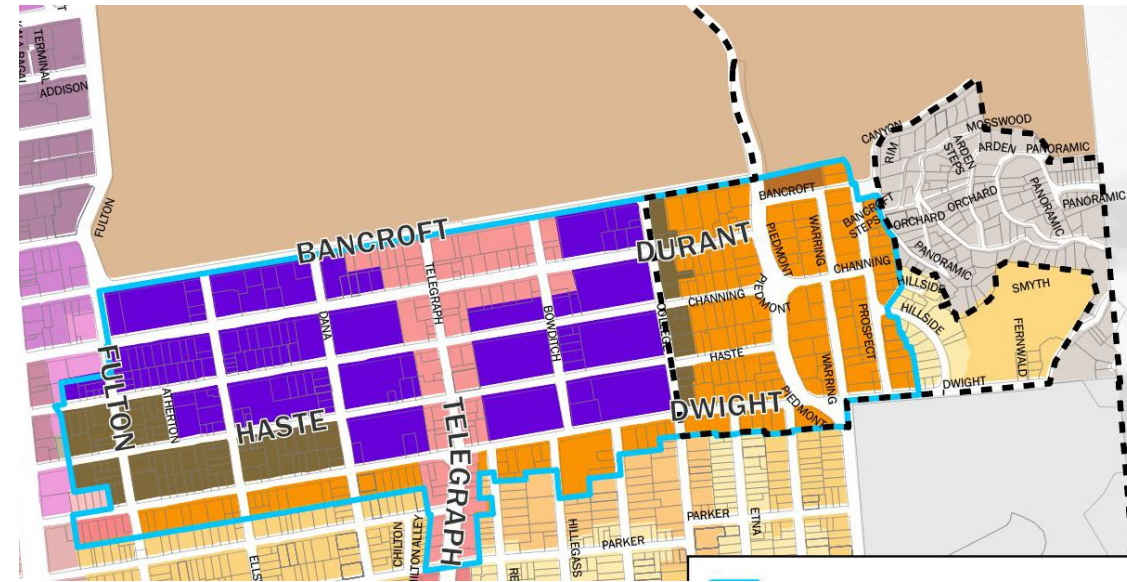 TERMINAL
ADDISON
FULTON
CANYON
RIM
MOSSWOOD
ARDEN
STEPS
ARDEN
PANORAMIC
ORCHARD
PANORAMIC
PANORAMIC
BANCROFT
BANCROFT
STEPS
ORCHARD
BANCROFT
TELEGRAPH
DURANT
PIEDMONT
WARRING
PANORAMIC
CHANNING
HILLSIDE
SMYTH
DANA
BOWDITCH
CHANNING
PIEDMONT
HILLSIDE
PROSPECT
FERNWALD
FULTON
HASTE
WARRING
DWIGHT
ATHERTON
HASTE
TELEGRAPH
DWIGHT
PIEDMONT
PARKER
ETNA
HILLEGASS
PARKER
CHILTON